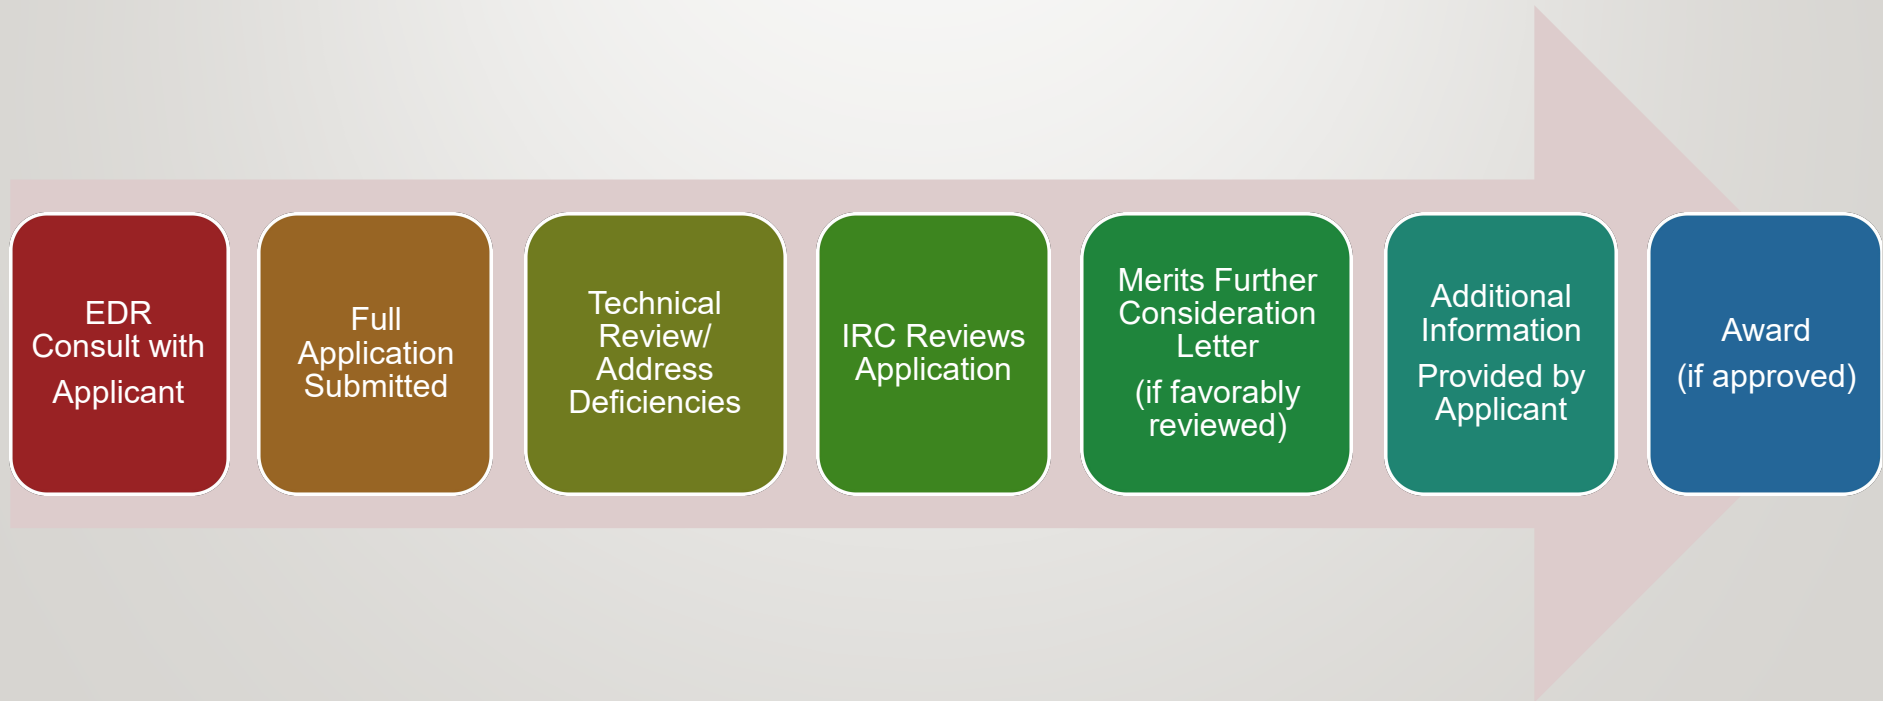 EDR
Consult with
Applicant
Full
Application
Submitted
Technical
Review/
Address
Deficiencies
IRC Reviews
Application
Merits Further
Consideration
Letter
(if favorably
reviewed)
Additional
Information
Provided by
Applicant
Award
(if approved)